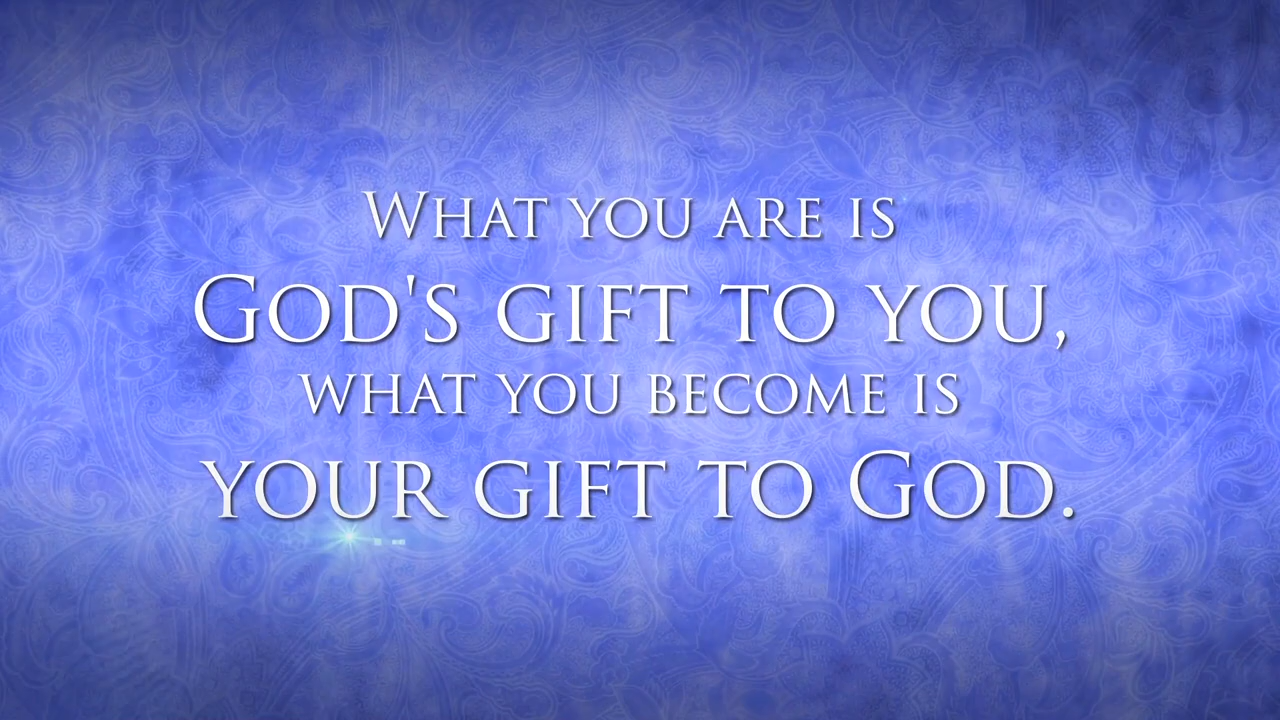 What you are is
God's gift to you,
what you become is
your gift to God.